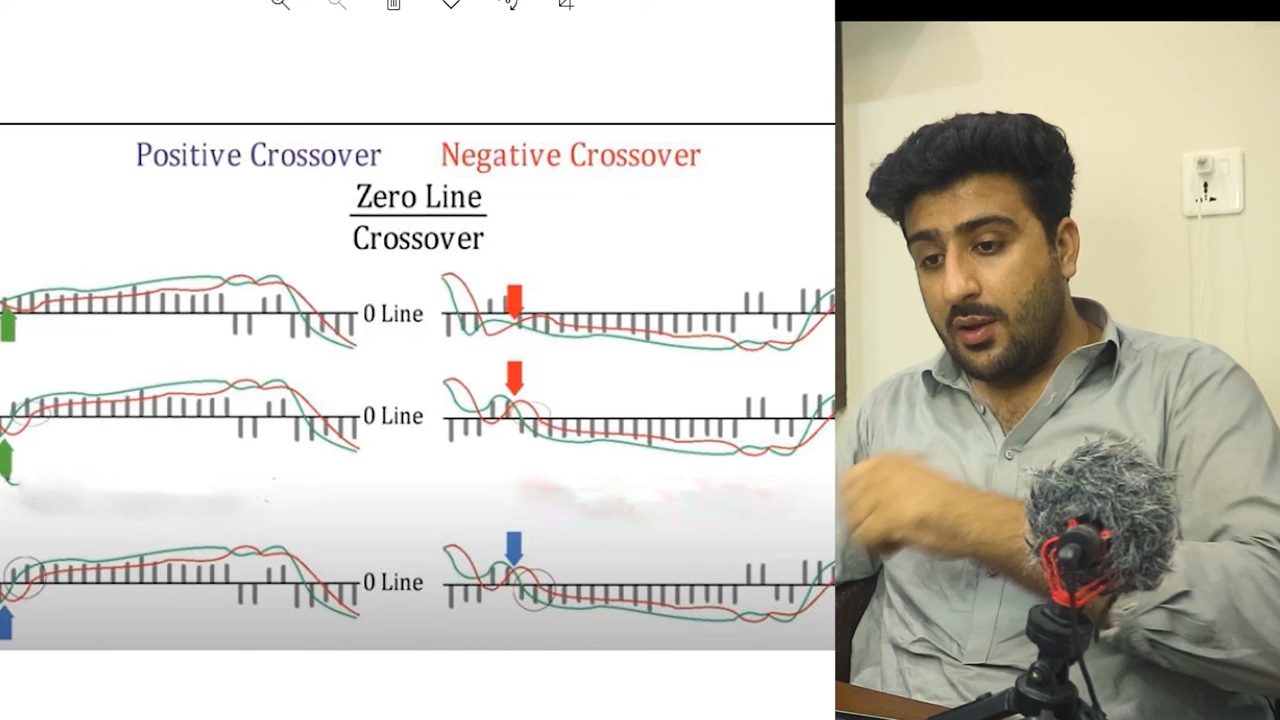 Positive Crossover
Negative Crossover
Zero Line
Crossover
0 Line
0 Line
0 Line